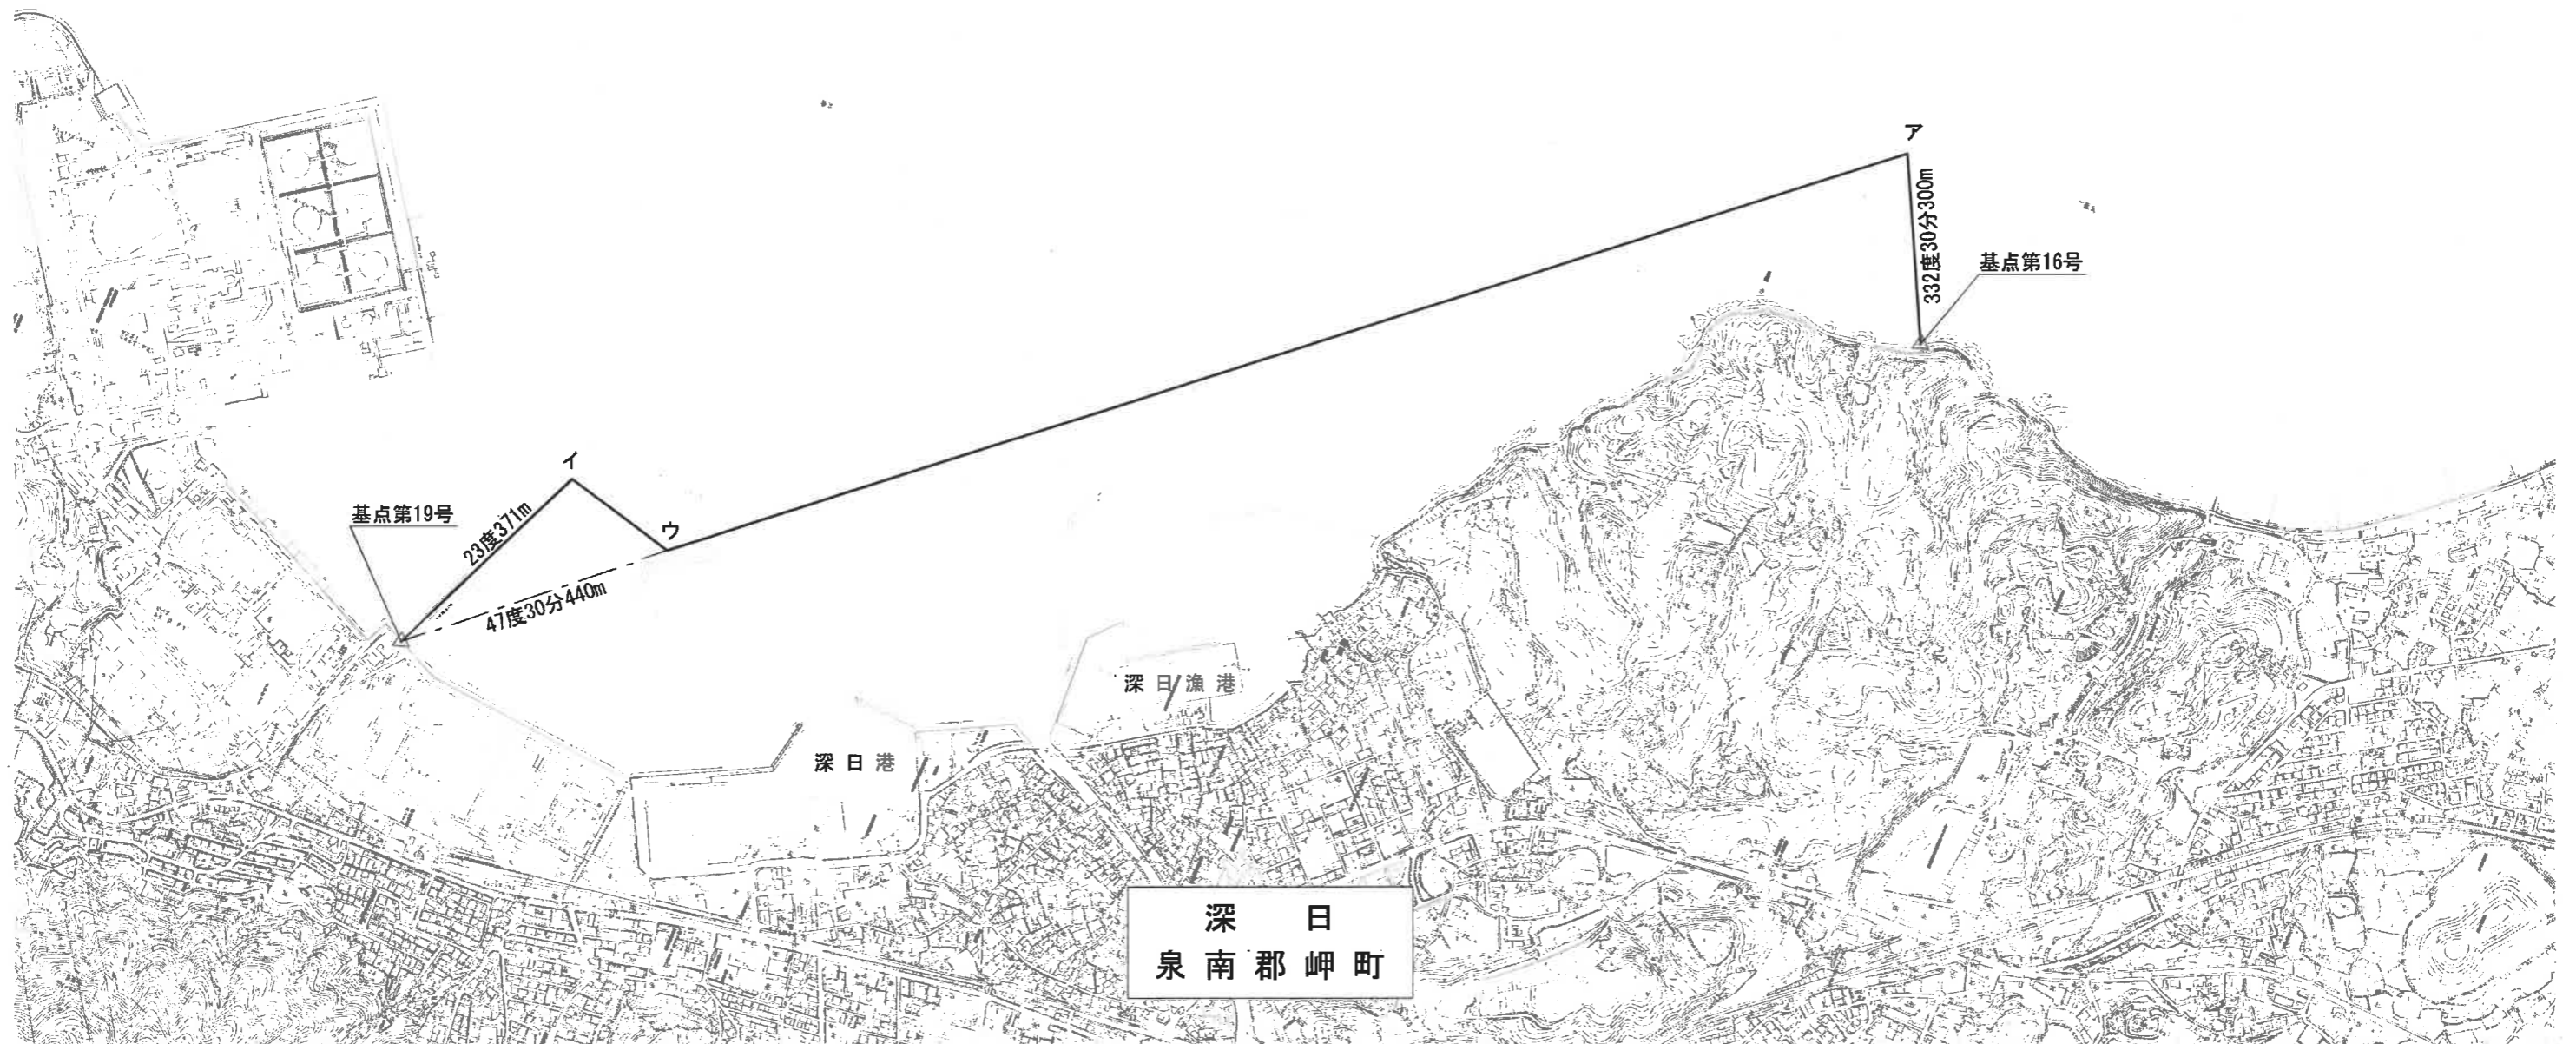 ア
332度30分300m
基点第16号
イ
23度371m
ウ
基点第19号
47度30分440m
深日漁港
深日港
深 日
泉南郡岬町